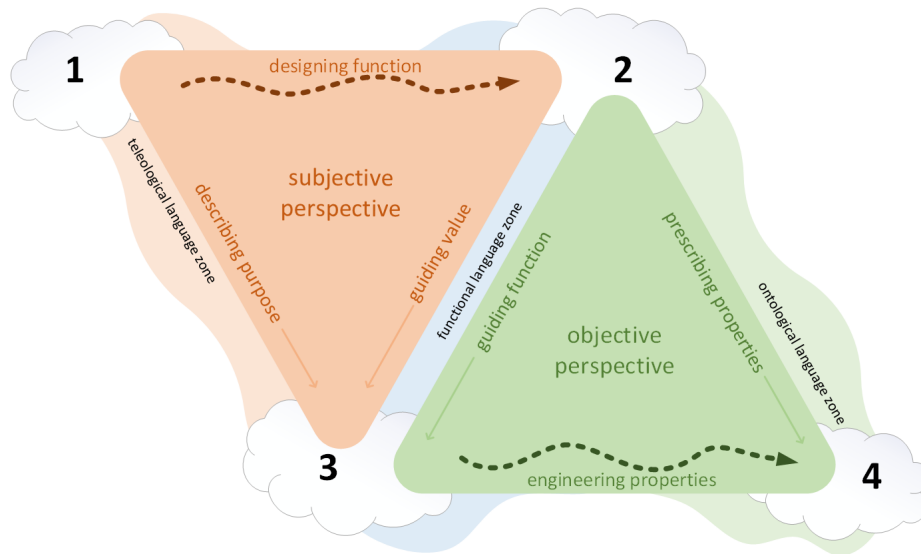 1
designing function
2
subjective
perspective
teleological language zone
describing purpose
guiding value
functional language zone
guiding function
prescribing properties
ontological language zone
objective
perspective
3
engineering properties
4